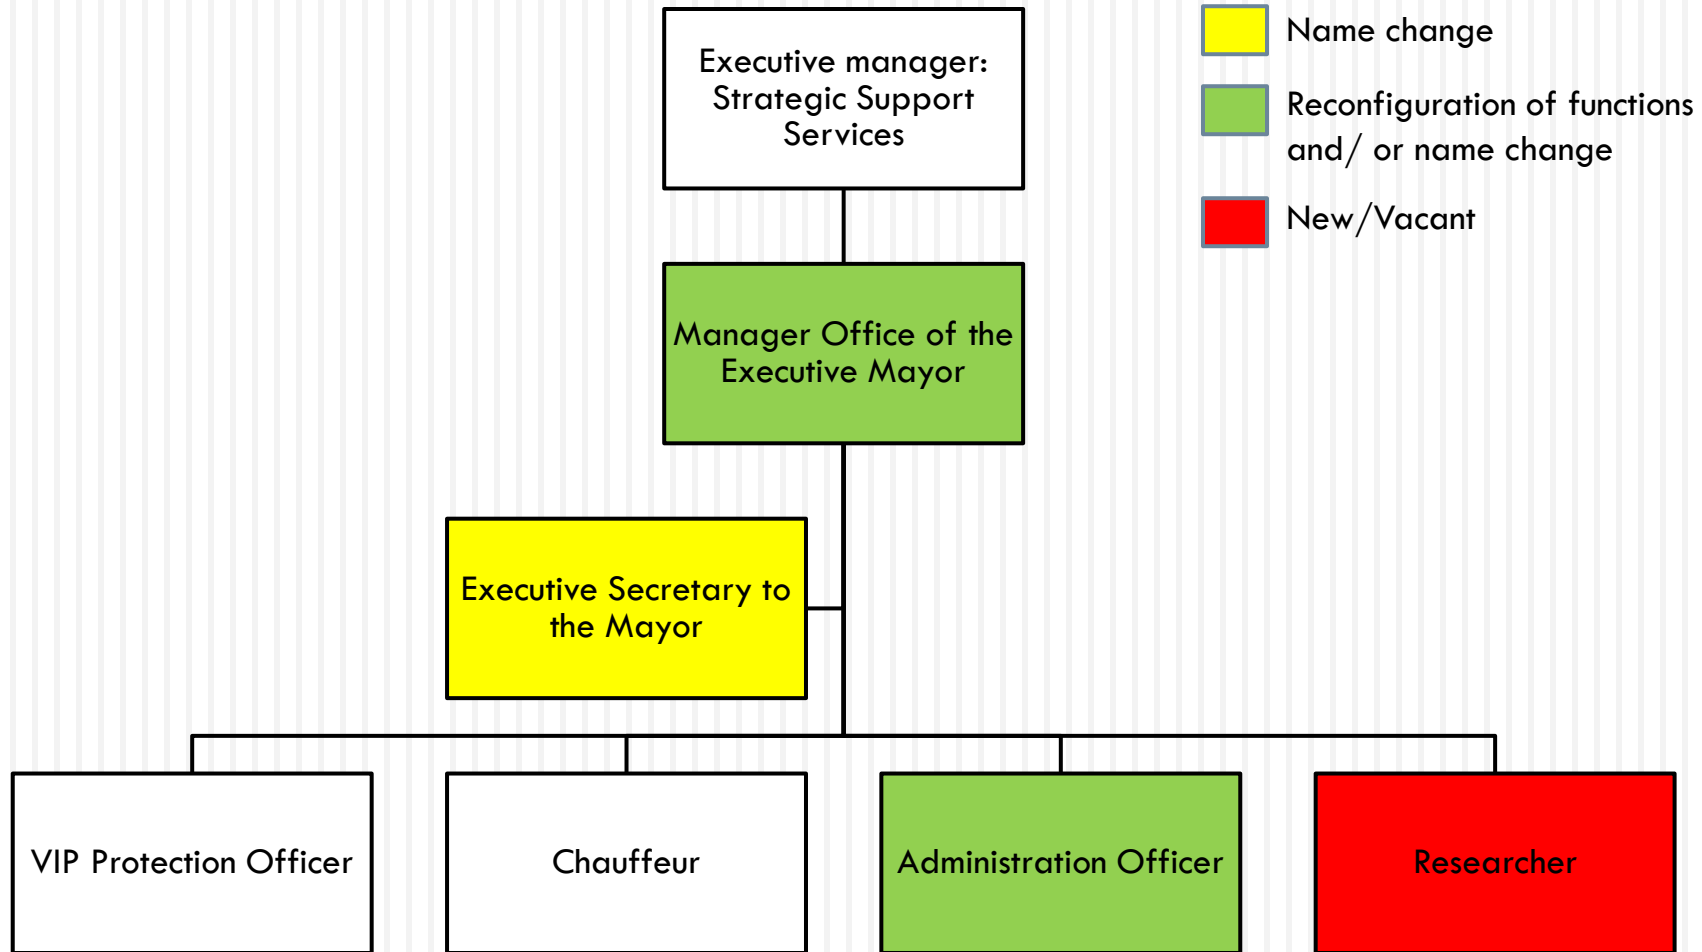 Executive manager:
Strategic Support
Services
Name change
Reconfiguration of functions
and/ or name change
New/Vacant
Manager Office of the
Executive Mayor
Executive Secretary to
the Mayor
VIP Protection Officer
Chauffeur
Administration Officer
Researcher